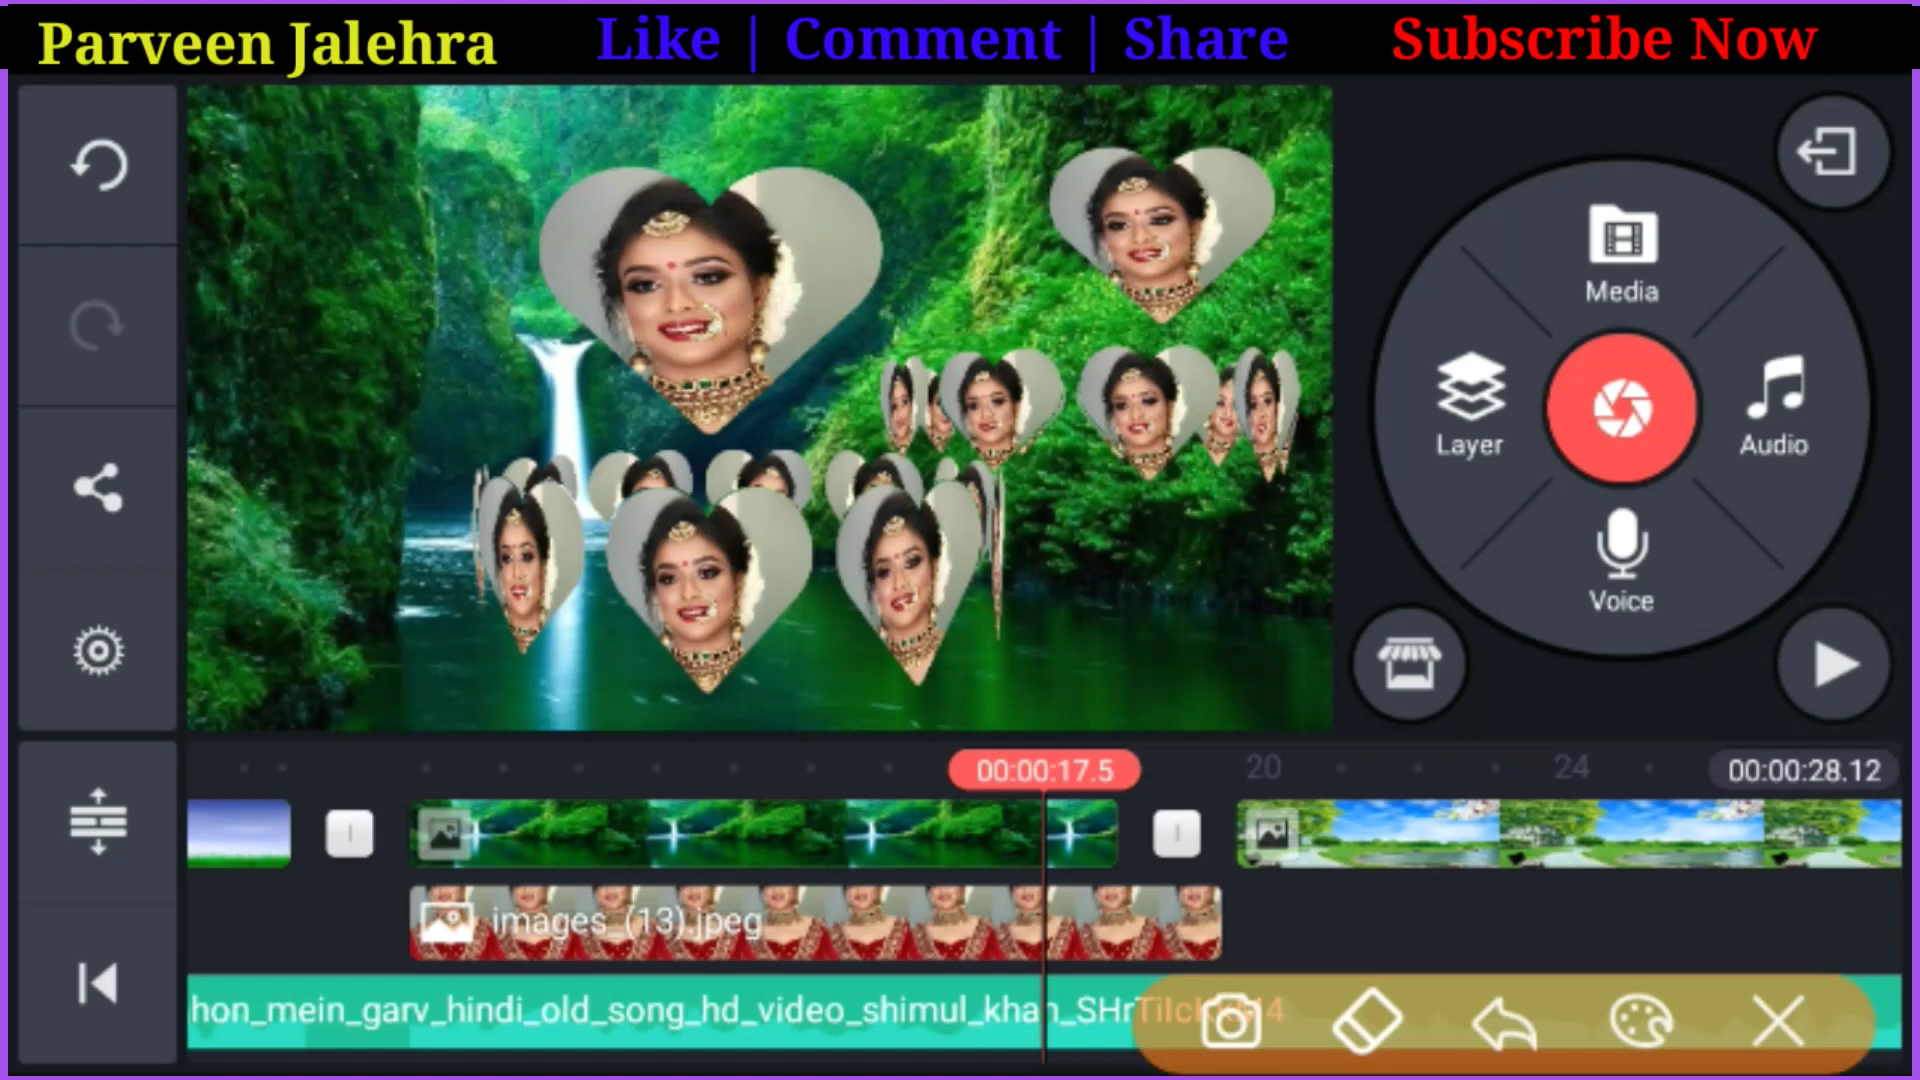 Parveen Jalehra Like | Comment | Share Subscribe Now
Media
Layer
Audio
Voice
00:00:17.5 20 24 00:00:28.12
images_(13).jpeg
hon_mein_garv_hindi_old_song_hd_video_shimul_khan_SHr